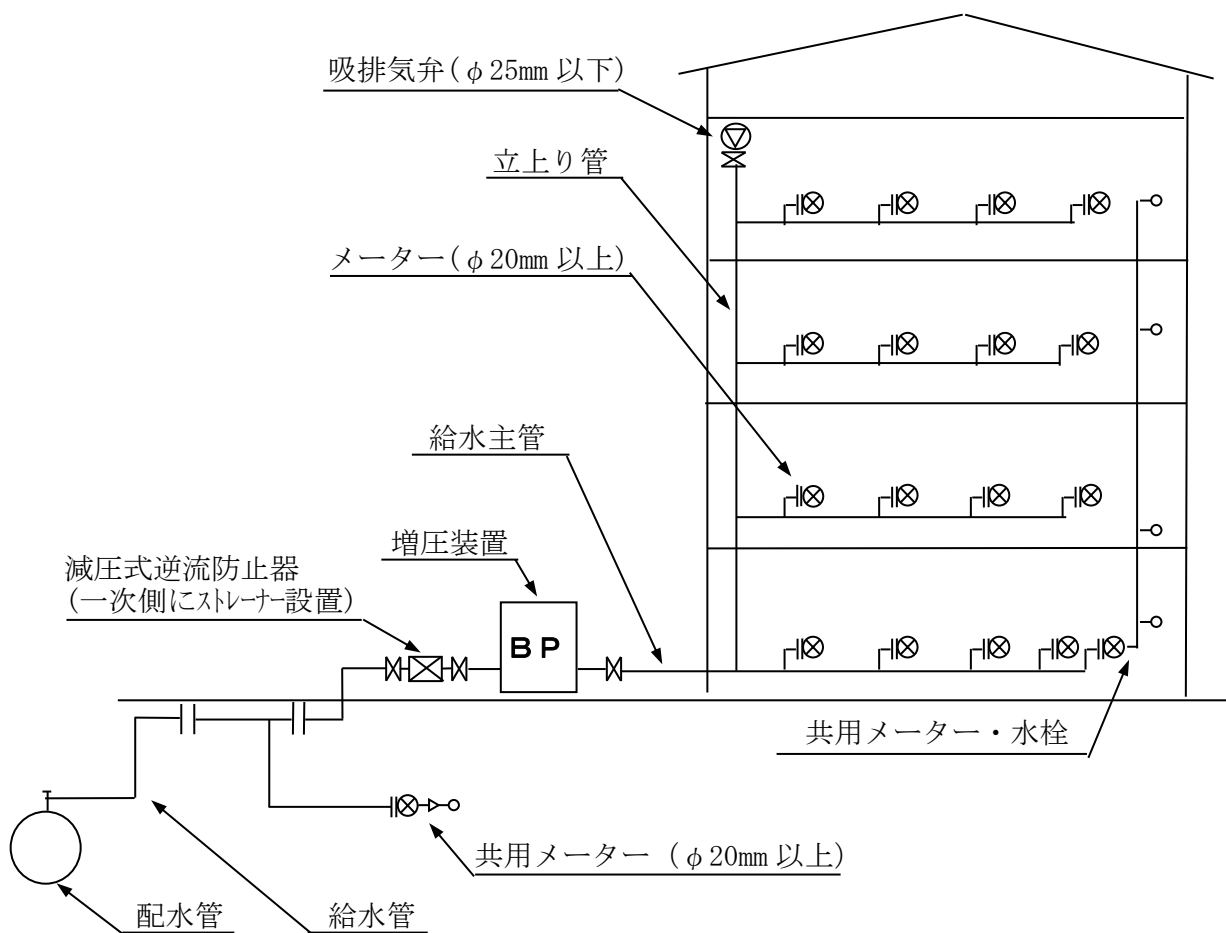 吸排気弁(φ25mm 以下)
立上り管
メーター(φ20mm 以上)
給水主管
増圧装置
減圧式逆流防止器
(一次側にストレーナー設置)
BP
共用メーター・水栓
共用メーター（φ20mm 以上)
配水管
給水管